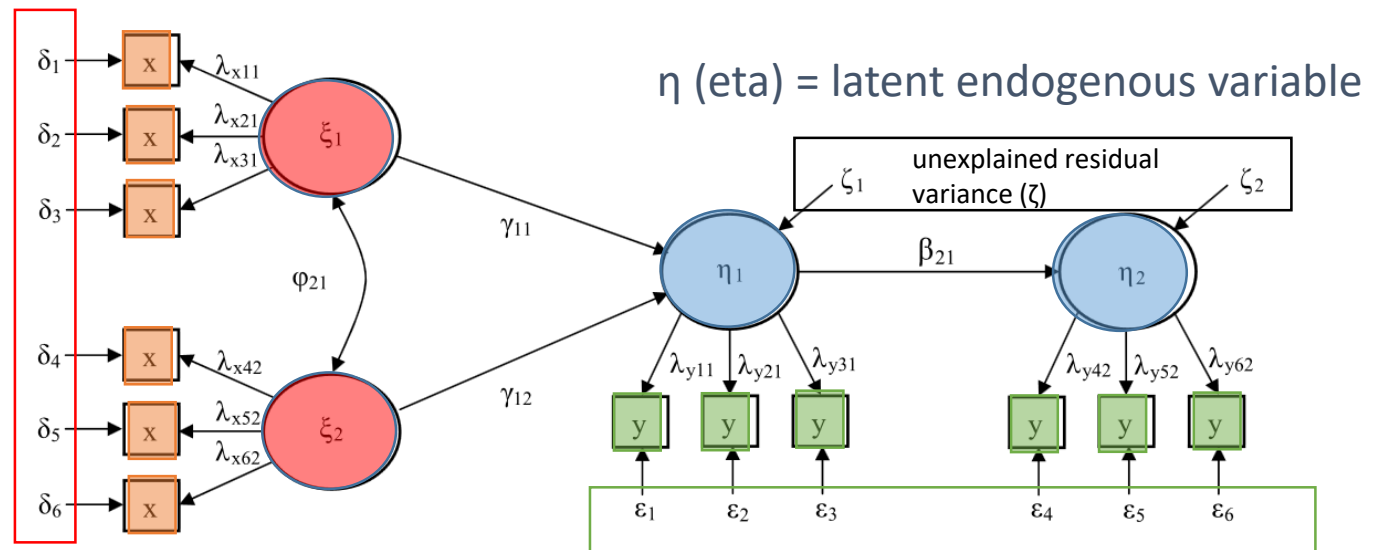 η (eta) = latent endogenous variable
unexplained residual
variance (ζ)
δ₁
x
λₓ₁₁
δ₂
x
λₓ₂₁
δ₃
x
λₓ₃₁
ξ₁
φ₂₁
δ₄
x
λₓ₄₂
δ₅
x
λₓ₅₂
δ₆
x
λₓ₆₂
ξ₂
γ₁₁
γ₁₂
ζ₁
η₁
β₂₁
ζ₂
η₂
λy₁₁
λy₂₁
λy₃₁
λy₄₂
λy₅₂
λy₆₂
y
y
y
y
y
y
ε₁
ε₂
ε₃
ε₄
ε₅
ε₆